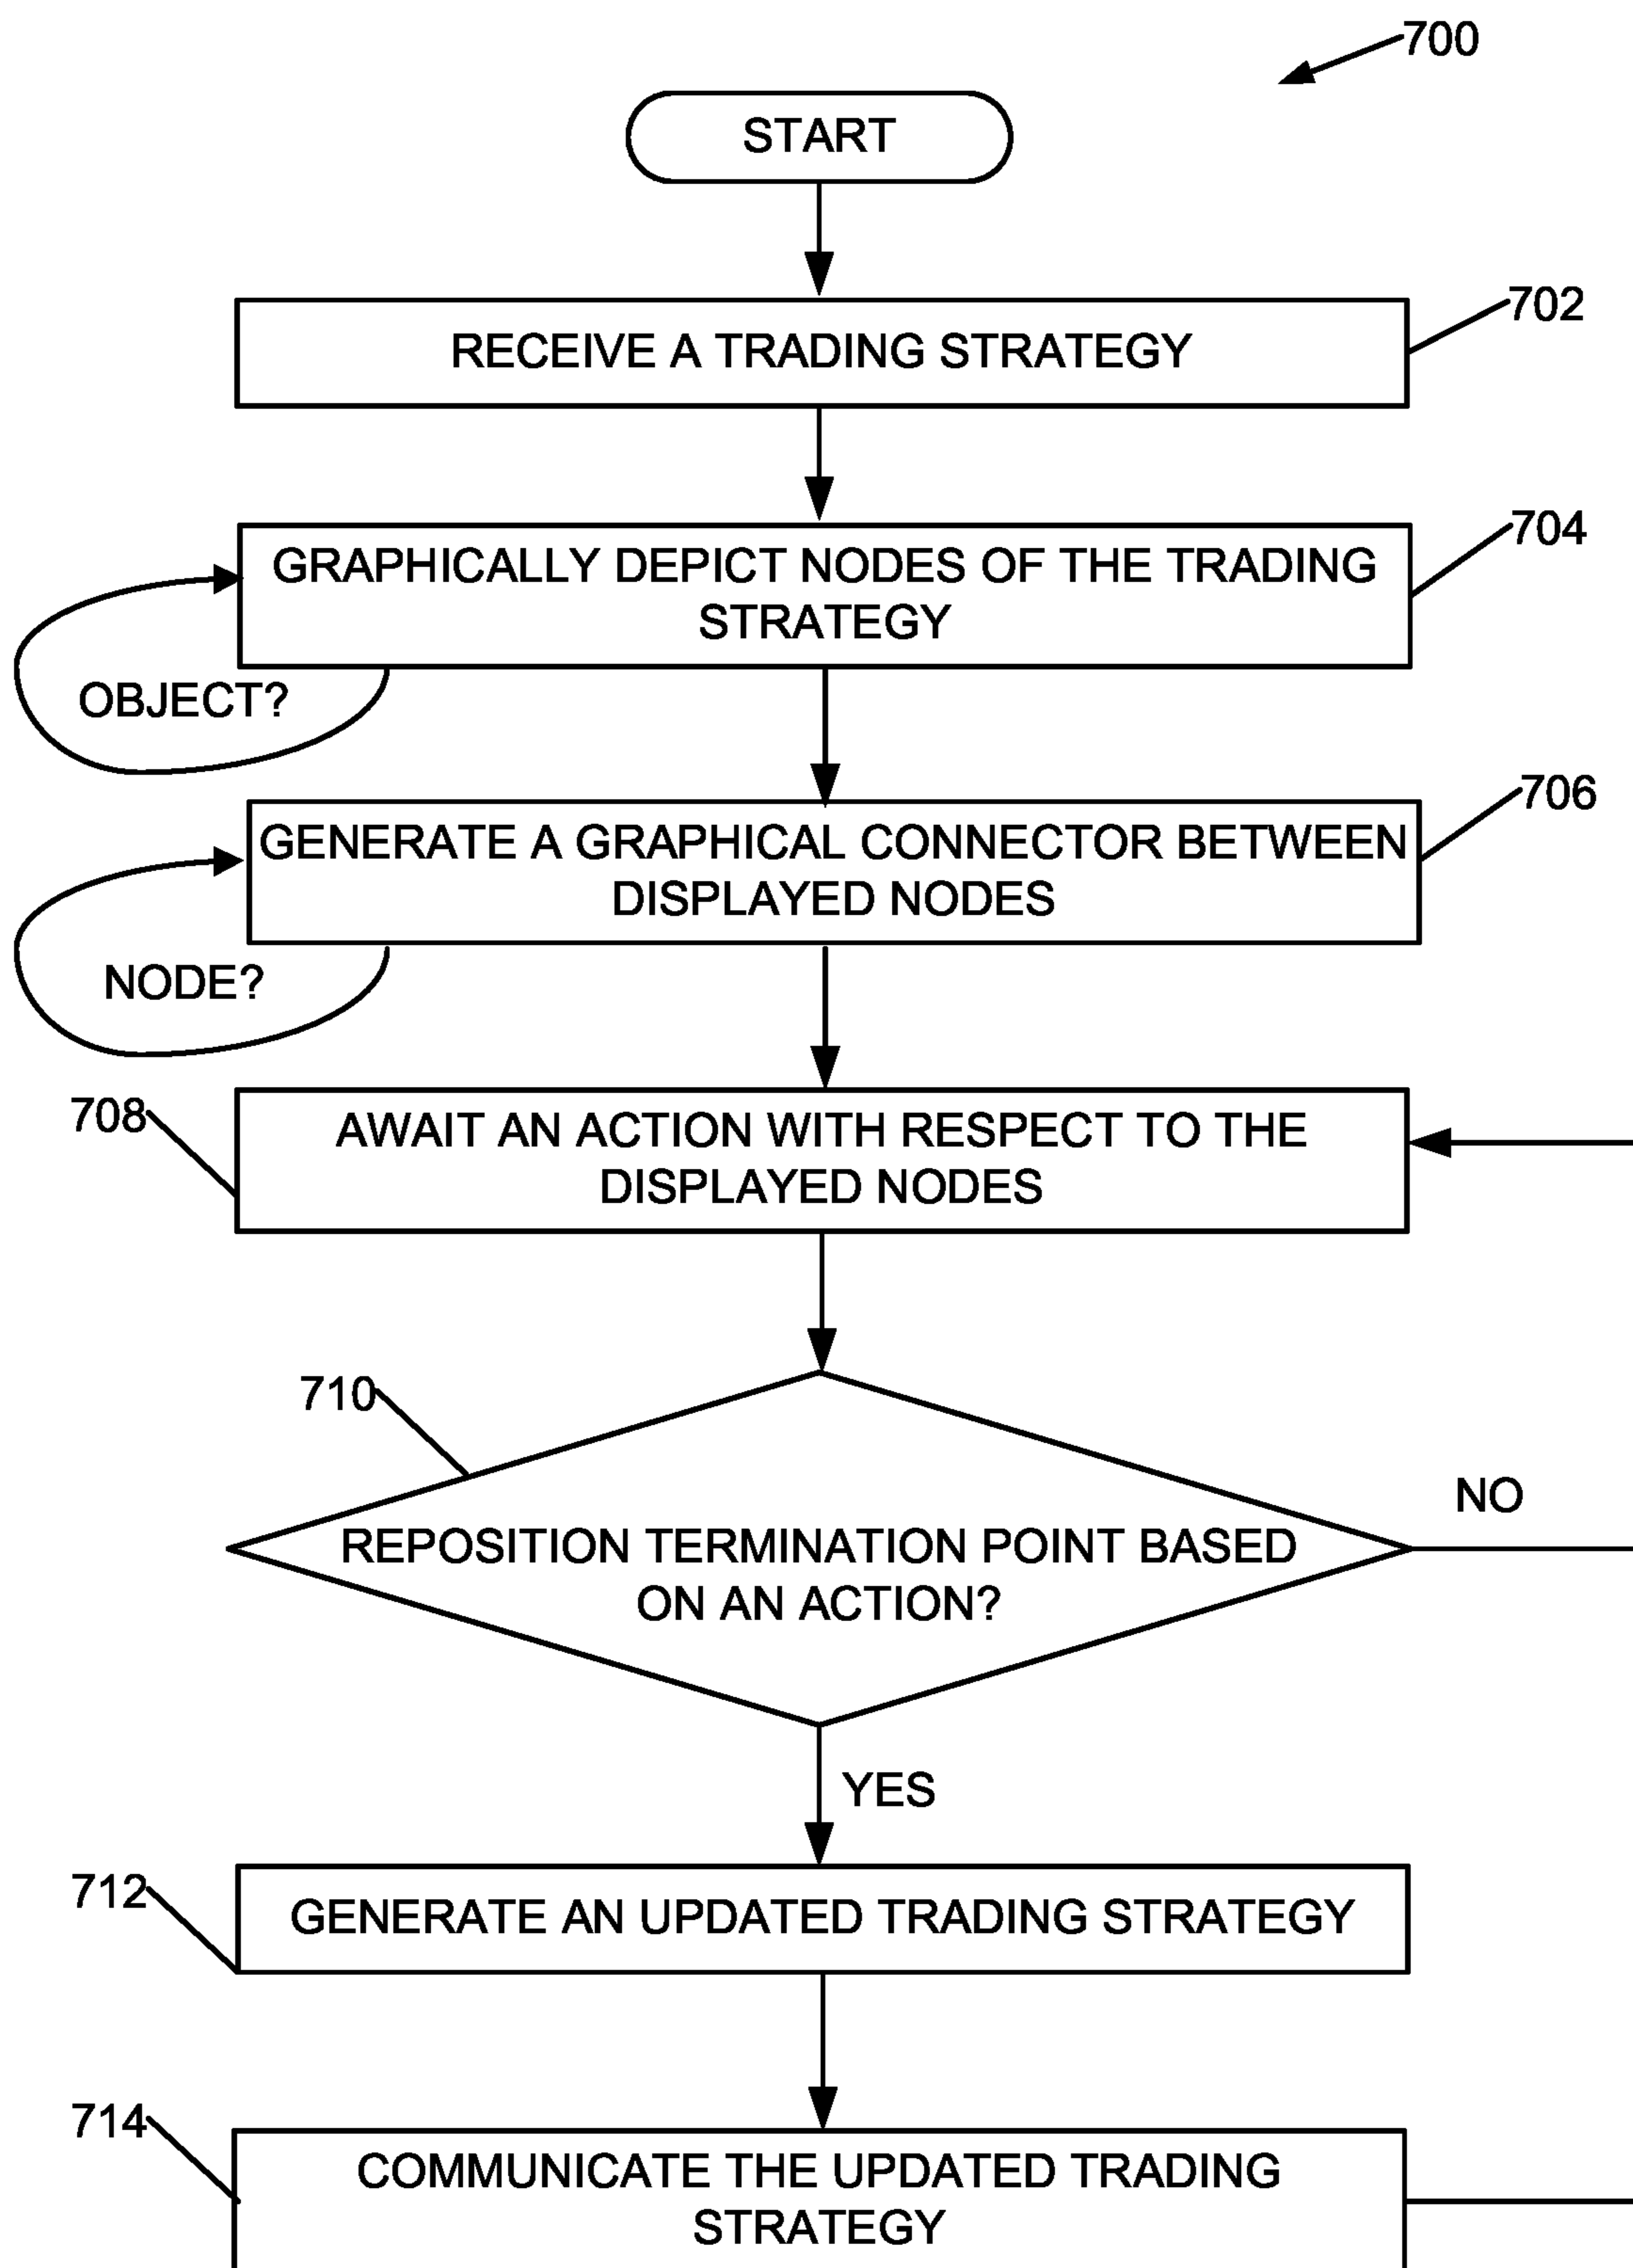 700
START
702
RECEIVE A TRADING STRATEGY
704
GRAPHICALLY DEPICT NODES OF THE TRADING
STRATEGY
OBJECT?
706
GENERATE A GRAPHICAL CONNECTOR BETWEEN
DISPLAYED NODES
NODE?
708
AWAIT AN ACTION WITH RESPECT TO THE
DISPLAYED NODES
710
NO
REPOSITION TERMINATION POINT BASED
ON AN ACTION?
YES
712
GENERATE AN UPDATED TRADING STRATEGY
714
COMMUNICATE THE UPDATED TRADING
STRATEGY